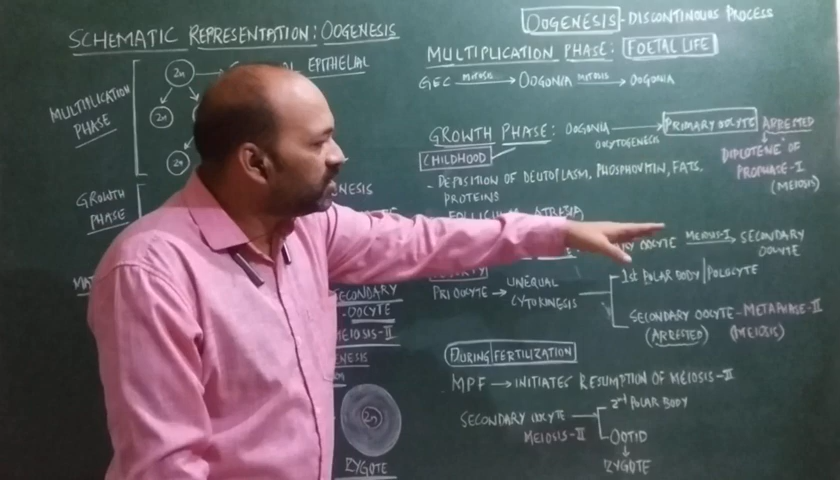 SCHEMATIC REPRESENTATION: OOGENESIS
2n
EPITHELIAL
MULTIPLICATION
PHASE
2n
2n
GROWTH
PHASE
NESIS
SECONDARY
- OOCYTE
MEIOSIS-II
ENESIS
2n
ZYGOTE
OOGENESIS - DISCONTINOUS PROCESS
MULTIPLICATION PHASE: FOETAL LIFE
GEC MITOSIS → OOGONIA MITOSIS → OOGONIA
GROWTH PHASE: OOGONIA → PRIMARY OOCYTE ARRESTED
OOCYTOGENESIS
CHILDHOOD
DIPLOTENE OF
PROPHASE-I
(MEIOSIS)
- DEPOSITION OF DEUTOPLASM, PHOSPHOVITIN, FATS,
PROTEINS
FOLLICULAR ATRESIA
OOCYTE MEIOSIS-I → SECONDARY
OOCYTE
PRI OOCYTE → UNEQUAL
CYTOKINESIS
1st POLAR BODY | POLOCYTE
SECONDARY OOCYTE - METAPHASE-II
(ARRESTED) (MEIOSIS)
DURING FERTILIZATION
MPF → INITIATES RESUMPTION OF MEIOSIS-II
SECONDARY OOCYTE
MEIOSIS-II
2nd POLAR BODY
OOTID
↓
ZYGOTE